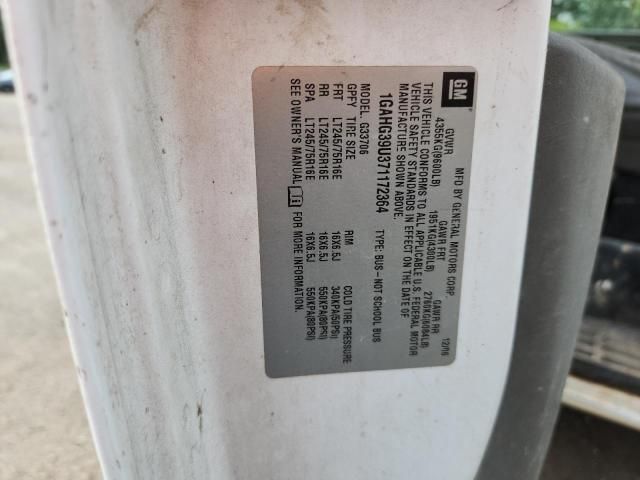 GM
MFD BY GENERAL MOTORS CORP 12/06
GVWR GAWR FRT GAWR RR
4355KG(9600LB) 1951KG(4300LB) 2760KG(6084LB)
THIS VEHICLE CONFORMS TO ALL APPLICABLE U.S. FEDERAL MOTOR
VEHICLE SAFETY STANDARDS IN EFFECT ON THE DATE OF
MANUFACTURE SHOWN ABOVE.
1GAHG39U371172364 TYPE: BUS-NOT SCHOOL BUS
MODEL: G33706
GPFY TIRE SIZE RIM COLD TIRE PRESSURE
FRT LT245/75R16E 16X6.5J 340KPA(50PSI)
RR LT245/75R16E 16X6.5J 550KPA(80PSI)
SPA LT245/75R16E 16X6.5J 550KPA(80PSI)
SEE OWNER'S MANUAL FOR MORE INFORMATION.